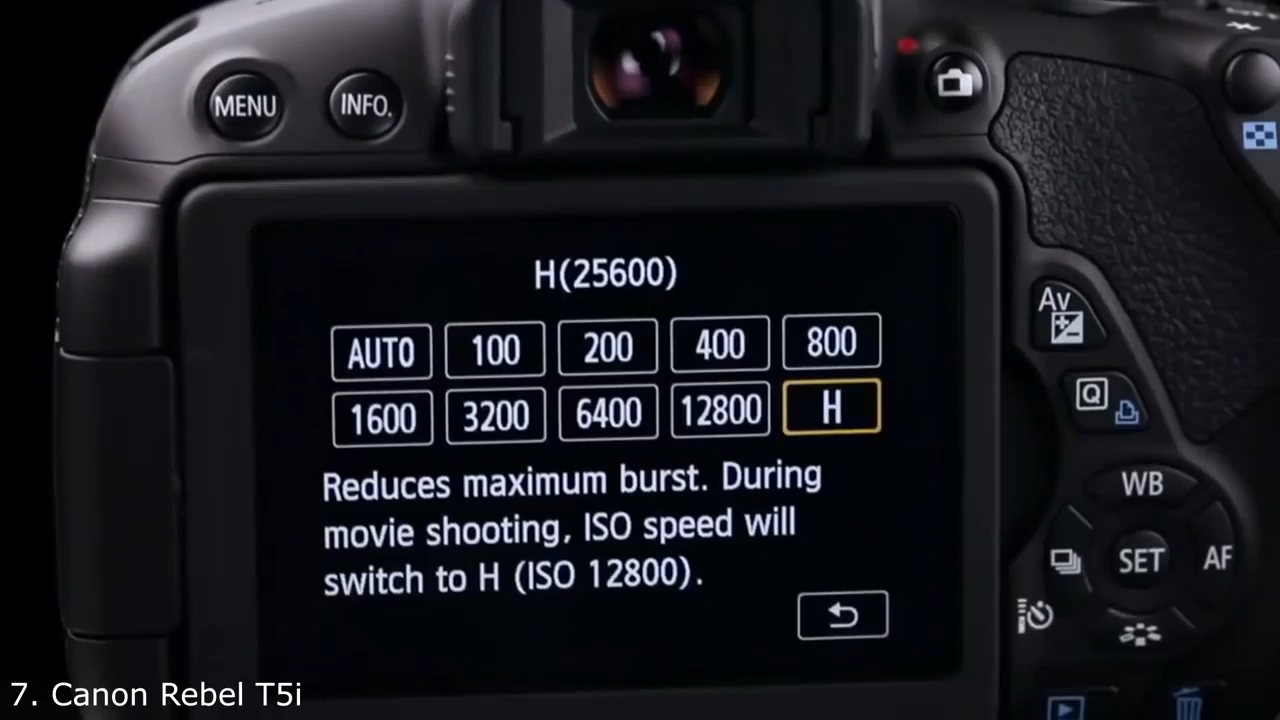 MENU INFO.
H(25600)
AUTO 100 200 400 800
1600 3200 6400 12800 H
Reduces maximum burst. During
movie shooting, ISO speed will
switch to H (ISO 12800).
Av
Q
WB
SET AF
7. Canon Rebel T5i